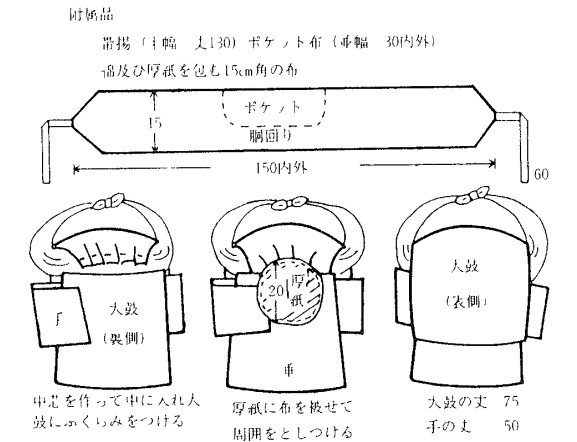 附属品
帯揚(半幅 丈130)ポケット布(並幅 30内外)
綿及び厚紙を包む15cm角の布
ポケット
15
胴回り
150内外
60
手
大鼓
(裏側)
20
厚紙
垂
大鼓
(表側)
中芯を作って中に入れ大
鼓にふくらみをつける
厚紙に布を被せて
周囲をとしつける
大鼓の丈 75
手の丈 50